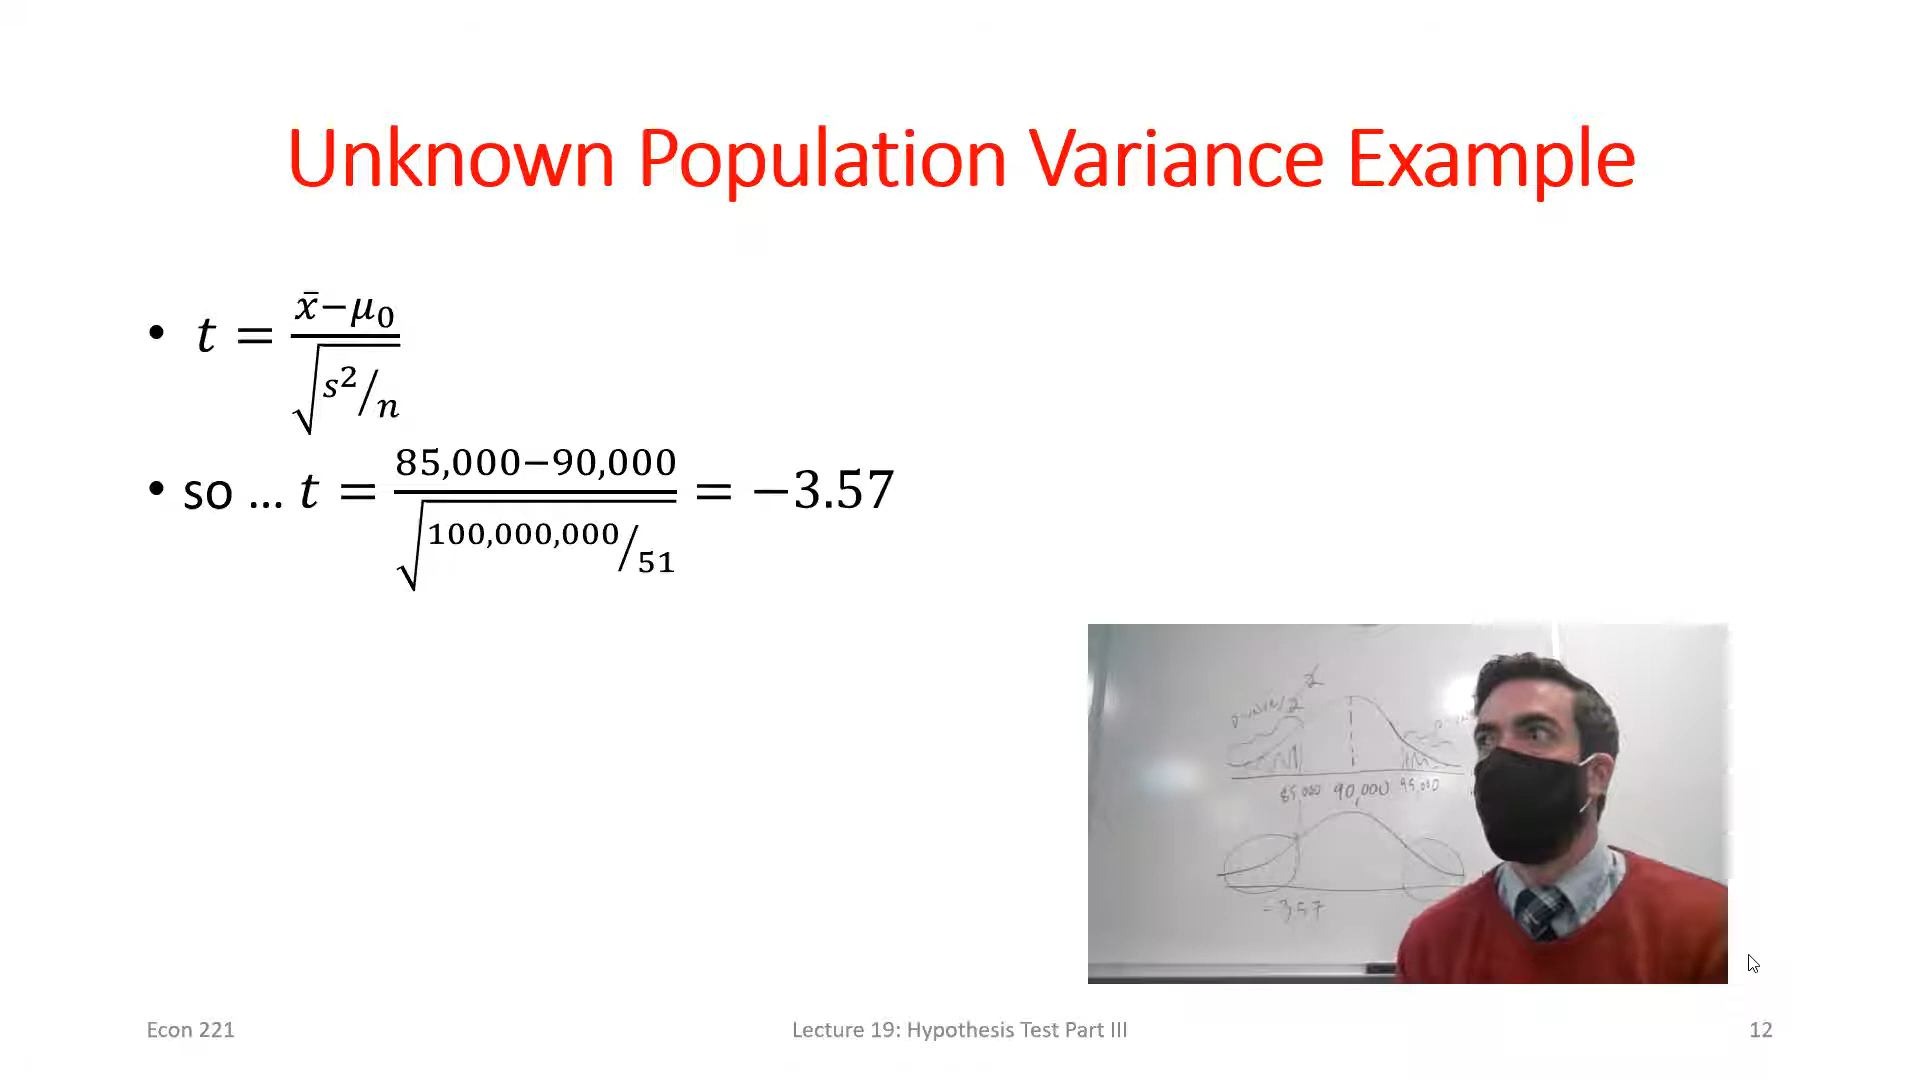 Unknown Population Variance Example
• t = x̄−μ₀ / √(s²/n)
• so … t = 85,000−90,000 / √(100,000,000/51) = −3.57
2
85,000 90,000 95,000
-3.57
Econ 221
Lecture 19: Hypothesis Test Part III
12